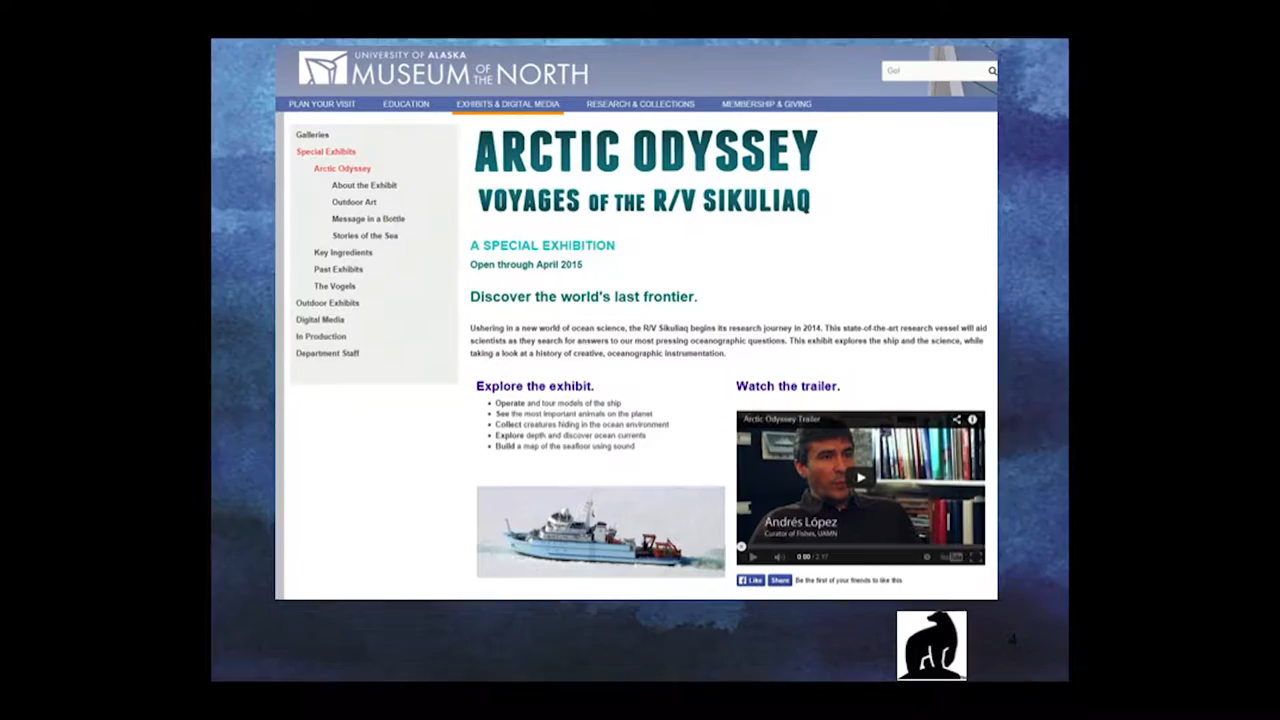 UNIVERSITY OF ALASKA
MUSEUM OF THE NORTH
Go!
PLAN YOUR VISIT
EDUCATION
EXHIBITS & DIGITAL MEDIA
RESEARCH & COLLECTIONS
MEMBERSHIP & GIVING
Galleries
Special Exhibits
Arctic Odyssey
About the Exhibit
Outdoor Art
Message in a Bottle
Stories of the Sea
Key Ingredients
Past Exhibits
The Vogels
Outdoor Exhibits
Digital Media
In Production
Department Staff
ARCTIC ODYSSEY
VOYAGES OF THE R/V SIKULIAQ
A SPECIAL EXHIBITION
Open through April 2015
Discover the world's last frontier.
Ushering in a new world of ocean science, the R/V Sikuliaq begins its research journey in 2014. This state-of-the-art research vessel will aid
scientists as they search for answers to our most pressing oceanographic questions. This exhibit explores the ship and the science, while
taking a look at a history of creative, oceanographic instrumentation.
Explore the exhibit.
• Operate and tour models of the ship
• See the most important animals on the planet
• Collect creatures hiding in the ocean environment
• Explore depth and discover ocean currents
• Build a map of the seafloor using sound
Watch the trailer.
Arctic Odyssey Trailer
Andrés López
Curator of Fishes, UAMN
0:00 / 2:17
YouTube
Like
Share
Be the first of your friends to like this
4